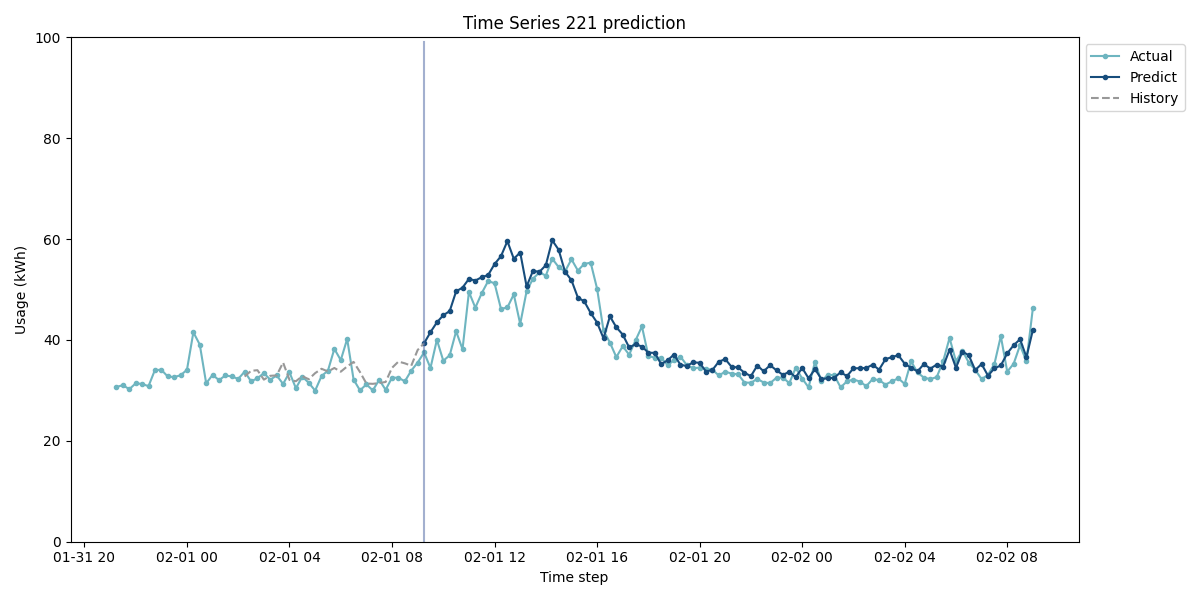 Time Series 221 prediction
Usage (kWh)
100
80
60
40
20
0
01-31 20 02-01 00 02-01 04 02-01 08 02-01 12 02-01 16 02-01 20 02-02 00 02-02 04 02-02 08
Time step
Actual
Predict
History